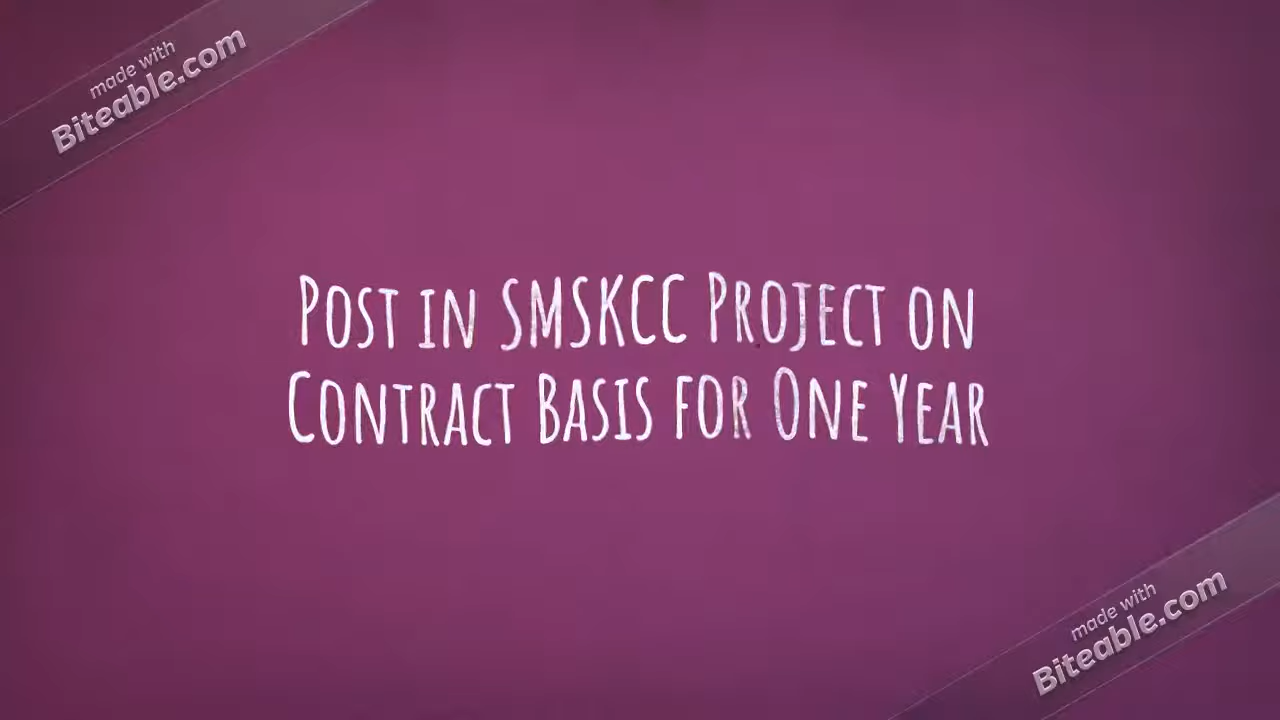 made with
Biteable.com
Post in SMSKCC Project on
Contract Basis for One Year
made with
Biteable.com